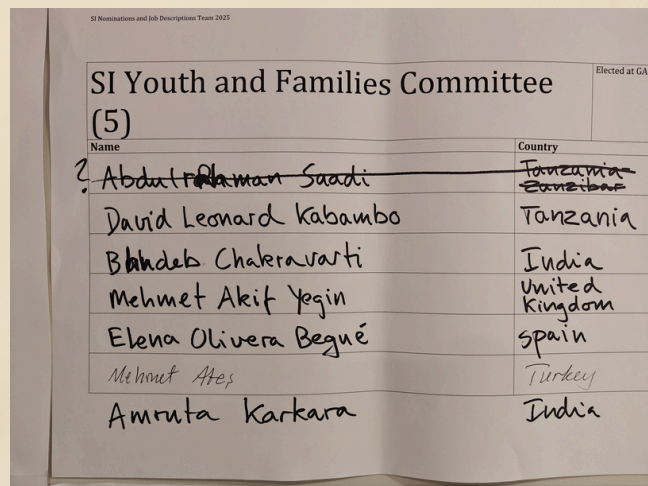 SI Nominations and Job Descriptions Team 2025
SI Youth and Families Committee
(5)
Elected at GA
Name Country
? Saadi Tanzania-
Zanzibar
David Leonard Kabambo Tanzania
Chakravarti India
Mehmet Akif Yegin United
Kingdom
Elena Olivera Begué spain
Mehmet Ateş Turkey
Amruta Karkara India